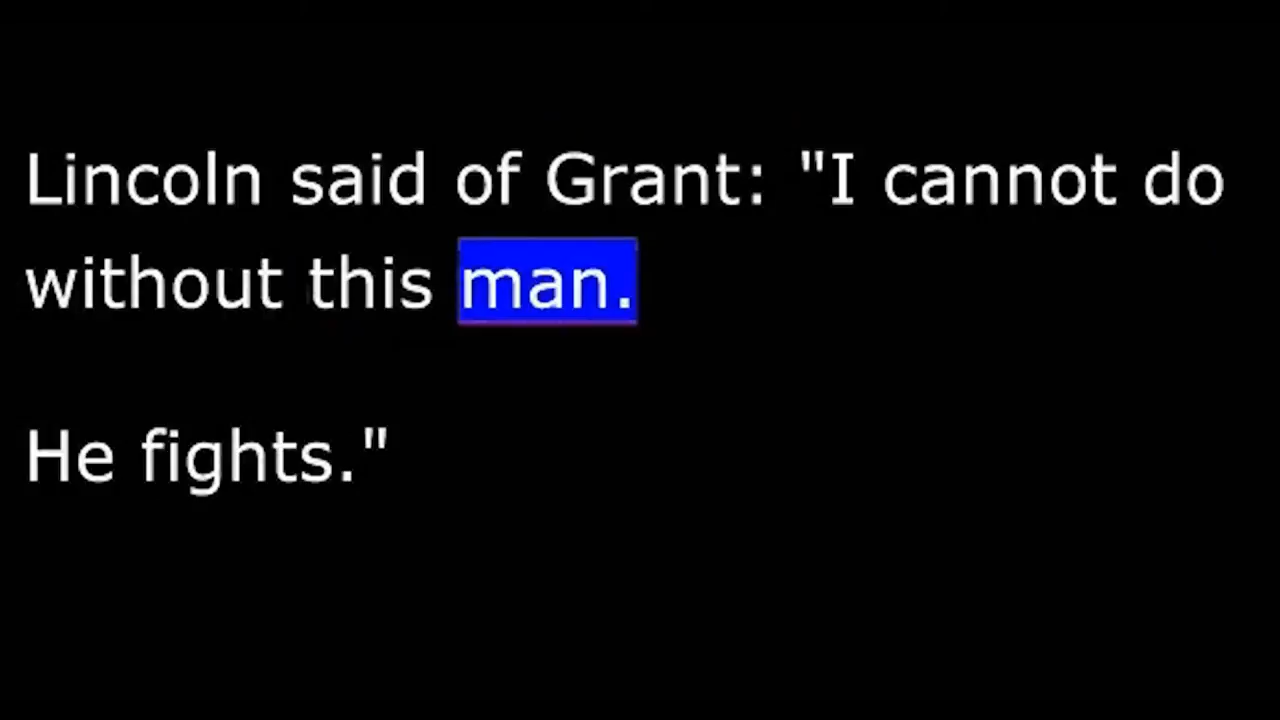 Lincoln said of Grant: "I cannot do
without this man.
He fights."